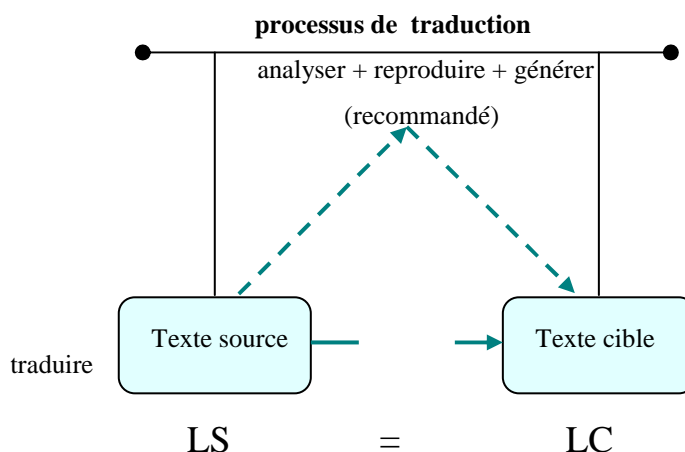 processus de traduction
analyser + reproduire + générer
(recommandé)
Texte source
Texte cible
traduire
LS = LC